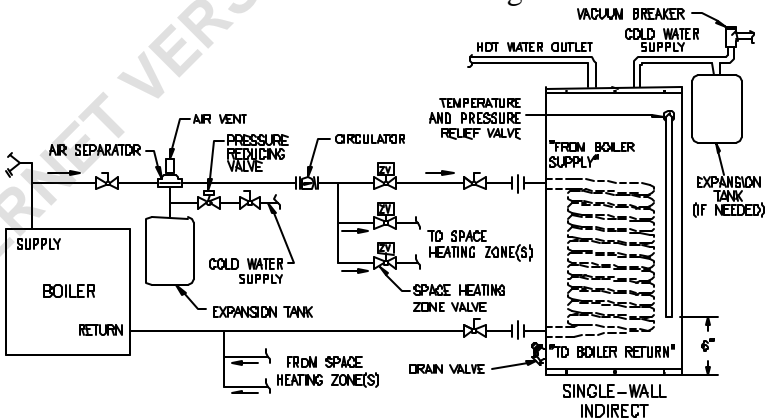 VACUUM BREAKER
COLD WATER
SUPPLY
HOT WATER OUTLET
TEMPERATURE
AND PRESSURE
RELIEF VALVE
"FROM BOILER
SUPPLY"
EXPANSION
TANK
(IF NEEDED)
AIR VENT
PRESSURE
REDUCING
VALVE
CIRCULATOR
AIR SEPARATOR
ZV
ZV
ZV
TO SPACE
HEATING ZONE(S)
COLD WATER
SUPPLY
SPACE HEATING
ZONE VALVE
EXPANSION TANK
SUPPLY
BOILER
RETURN
FROM SPACE
HEATING ZONE(S)
DRAIN VALVE
"TO BOILER RETURN"
6"
SINGLE-WALL
INDIRECT
ERNET VERS